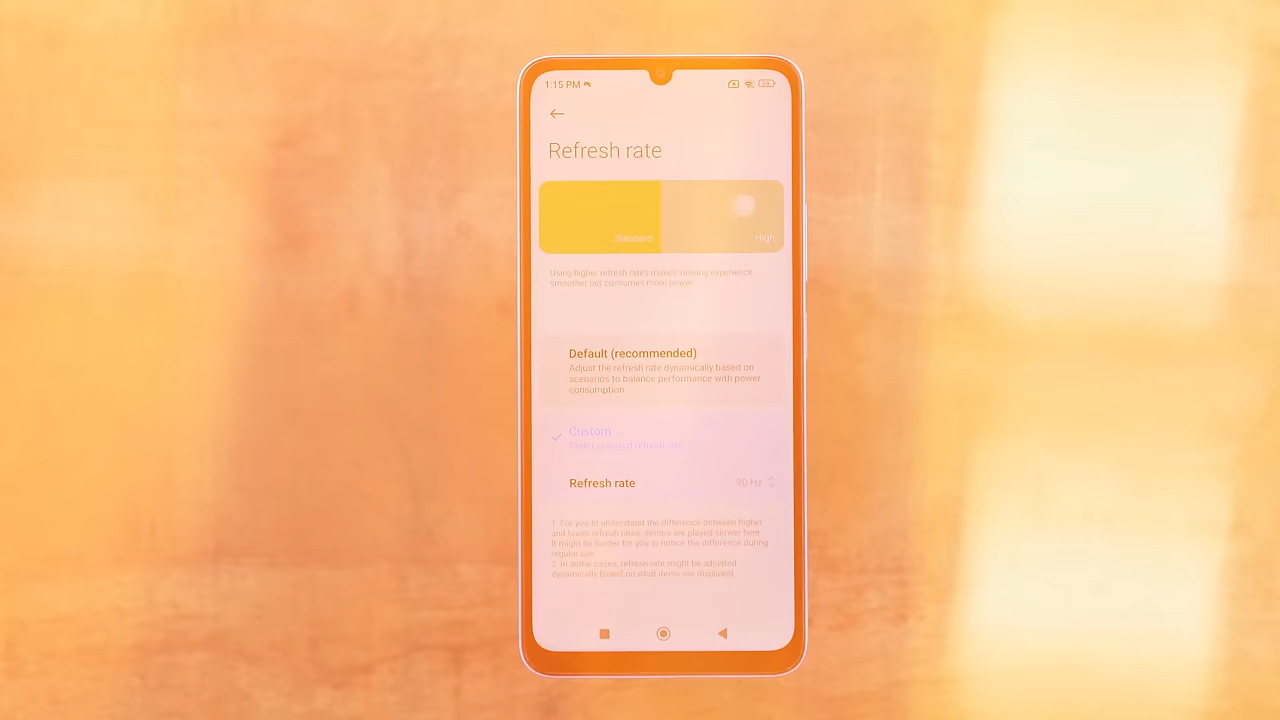 1:15 PM
Refresh rate
Standard
High
Using higher refresh rates makes viewing experience
smoother but consumes more power.
Default (recommended)
Adjust the refresh rate dynamically based on
scenarios to balance performance with power
consumption
Custom
Prefer required refresh rate
Refresh rate
90 Hz
1. For you to understand the difference between higher
and lower refresh rates, demos are played slower here.
It might be harder for you to notice the difference during
regular use.
2. In some cases, refresh rate might be adjusted
dynamically based on what items are displayed.